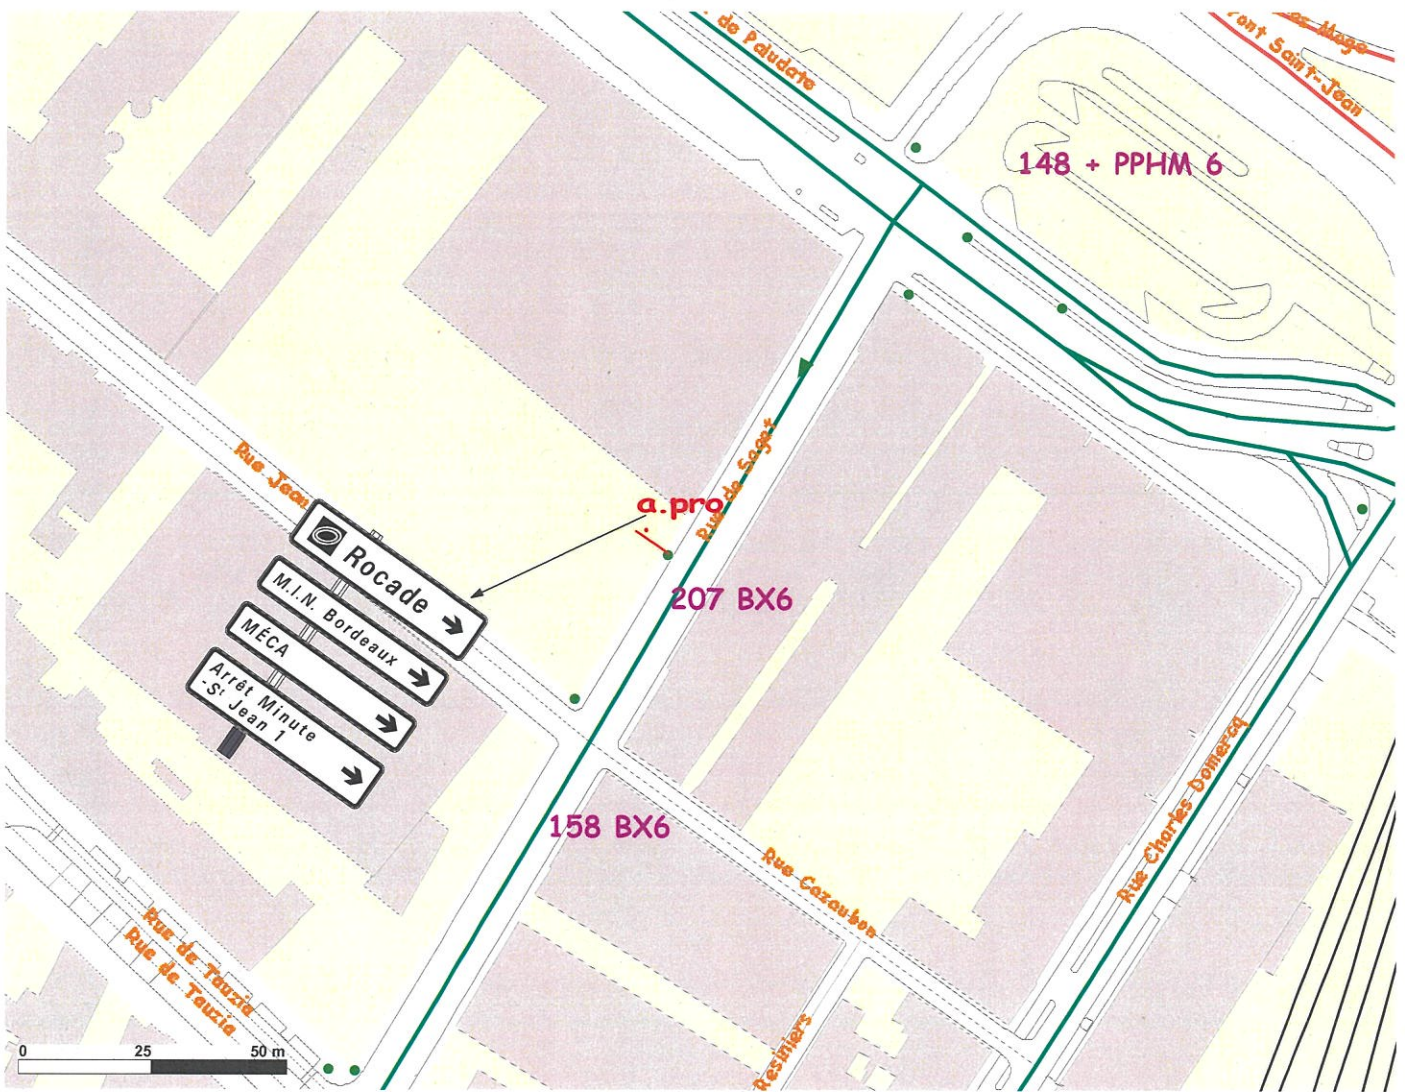 de Paludate
Pont Saint-Jean
148 + PPHM 6
Rue Jean
a.pro
Rue de Saget
Rocade
M.I.N. Bordeaux
MÉCA
Arrêt Minute
-St Jean 1
207 BX6
158 BX6
Rue Cazaubon
Rue Charles Domercq
Rue de Tauzia
Rue de Tauzia
Resiniers
0 25 50 m